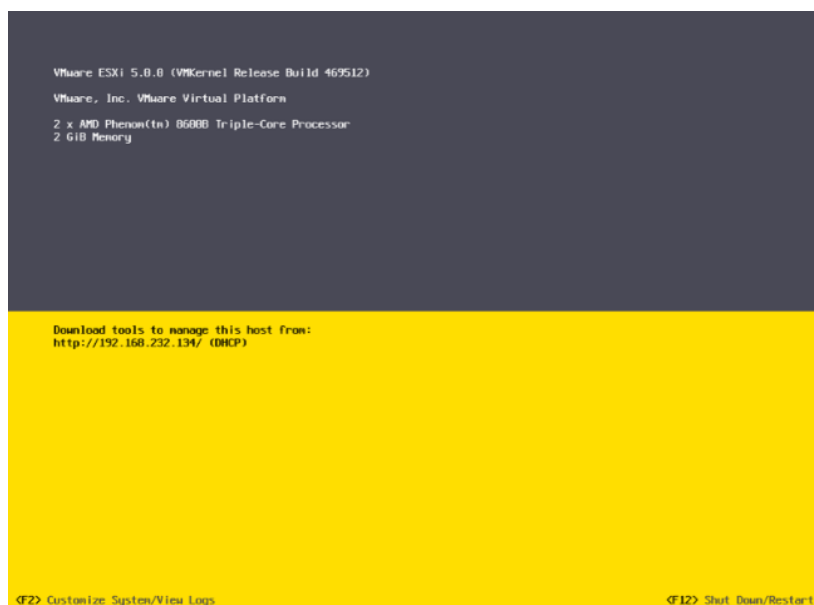 VMware ESXi 5.0.0 (VMKernel Release Build 469512)
VMware, Inc. VMware Virtual Platform
2 x AMD Phenom(tm) 8600B Triple-Core Processor
2 GiB Memory
Download tools to manage this host from:
http://192.168.232.134/ (DHCP)
<F2> Customize System/View Logs
<F12> Shut Down/Restart